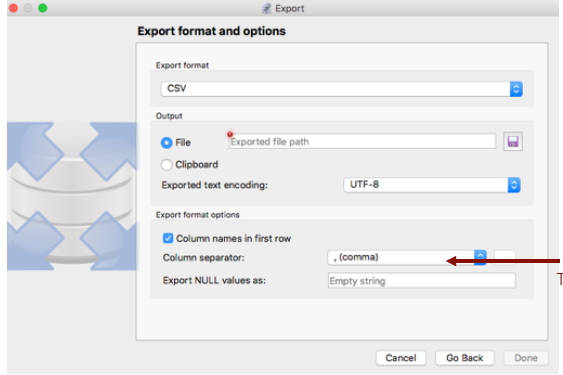 Export
Export format and options
Export format
CSV
Output
File
Exported file path
Clipboard
Exported text encoding:
UTF-8
Export format options
Column names in first row
Column separator:
, (comma)
Export NULL values as:
Empty string
Cancel
Go Back
Done